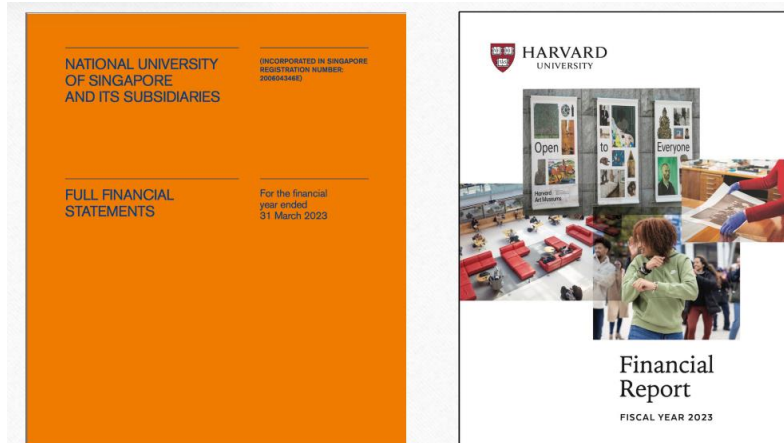 NATIONAL UNIVERSITY
OF SINGAPORE
AND ITS SUBSIDIARIES
(INCORPORATED IN SINGAPORE
REGISTRATION NUMBER:
200604346E)
FULL FINANCIAL
STATEMENTS
For the financial
year ended
31 March 2023
HARVARD
UNIVERSITY
Open
to
Everyone
Harvard
Art Museums
Financial
Report
FISCAL YEAR 2023